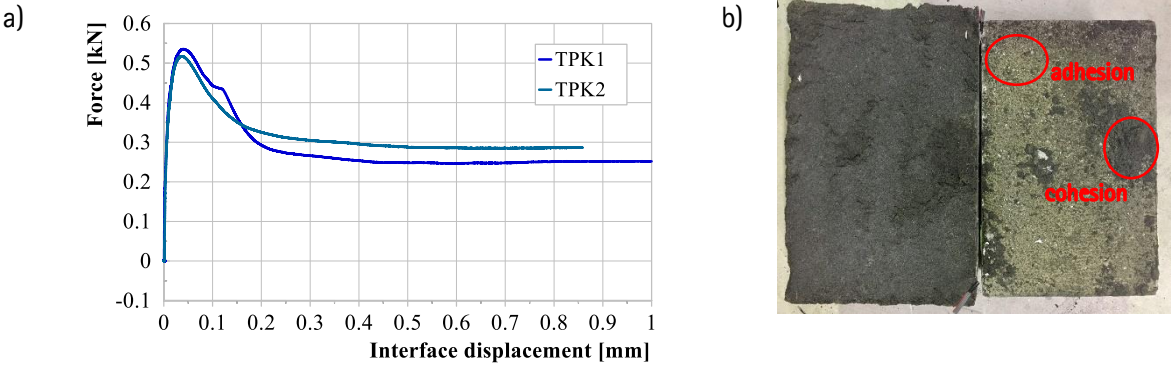 a)
0.6
0.5
0.4
0.3
0.2
0.1
0
-0.1
Force [kN]
TPK1
TPK2
0 0.1 0.2 0.3 0.4 0.5 0.6 0.7 0.8 0.9 1
Interface displacement [mm]
b)
adhesion
cohesion